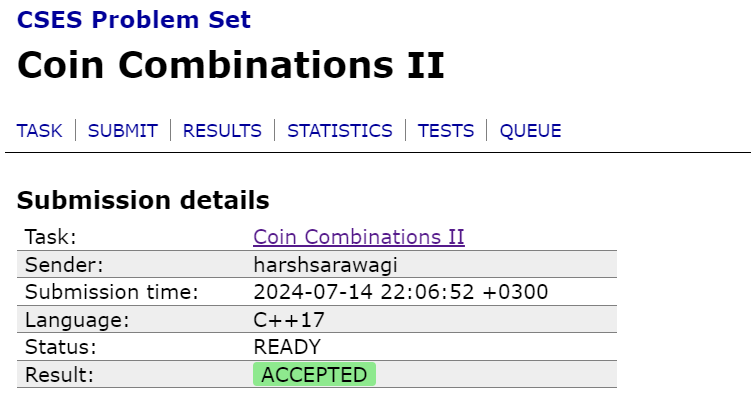 CSES Problem Set
Coin Combinations II
TASK SUBMIT RESULTS STATISTICS TESTS QUEUE
Submission details
Task: Coin Combinations II
Sender: harshsarawagi
Submission time: 2024-07-14 22:06:52 +0300
Language: C++17
Status: READY
Result: ACCEPTED